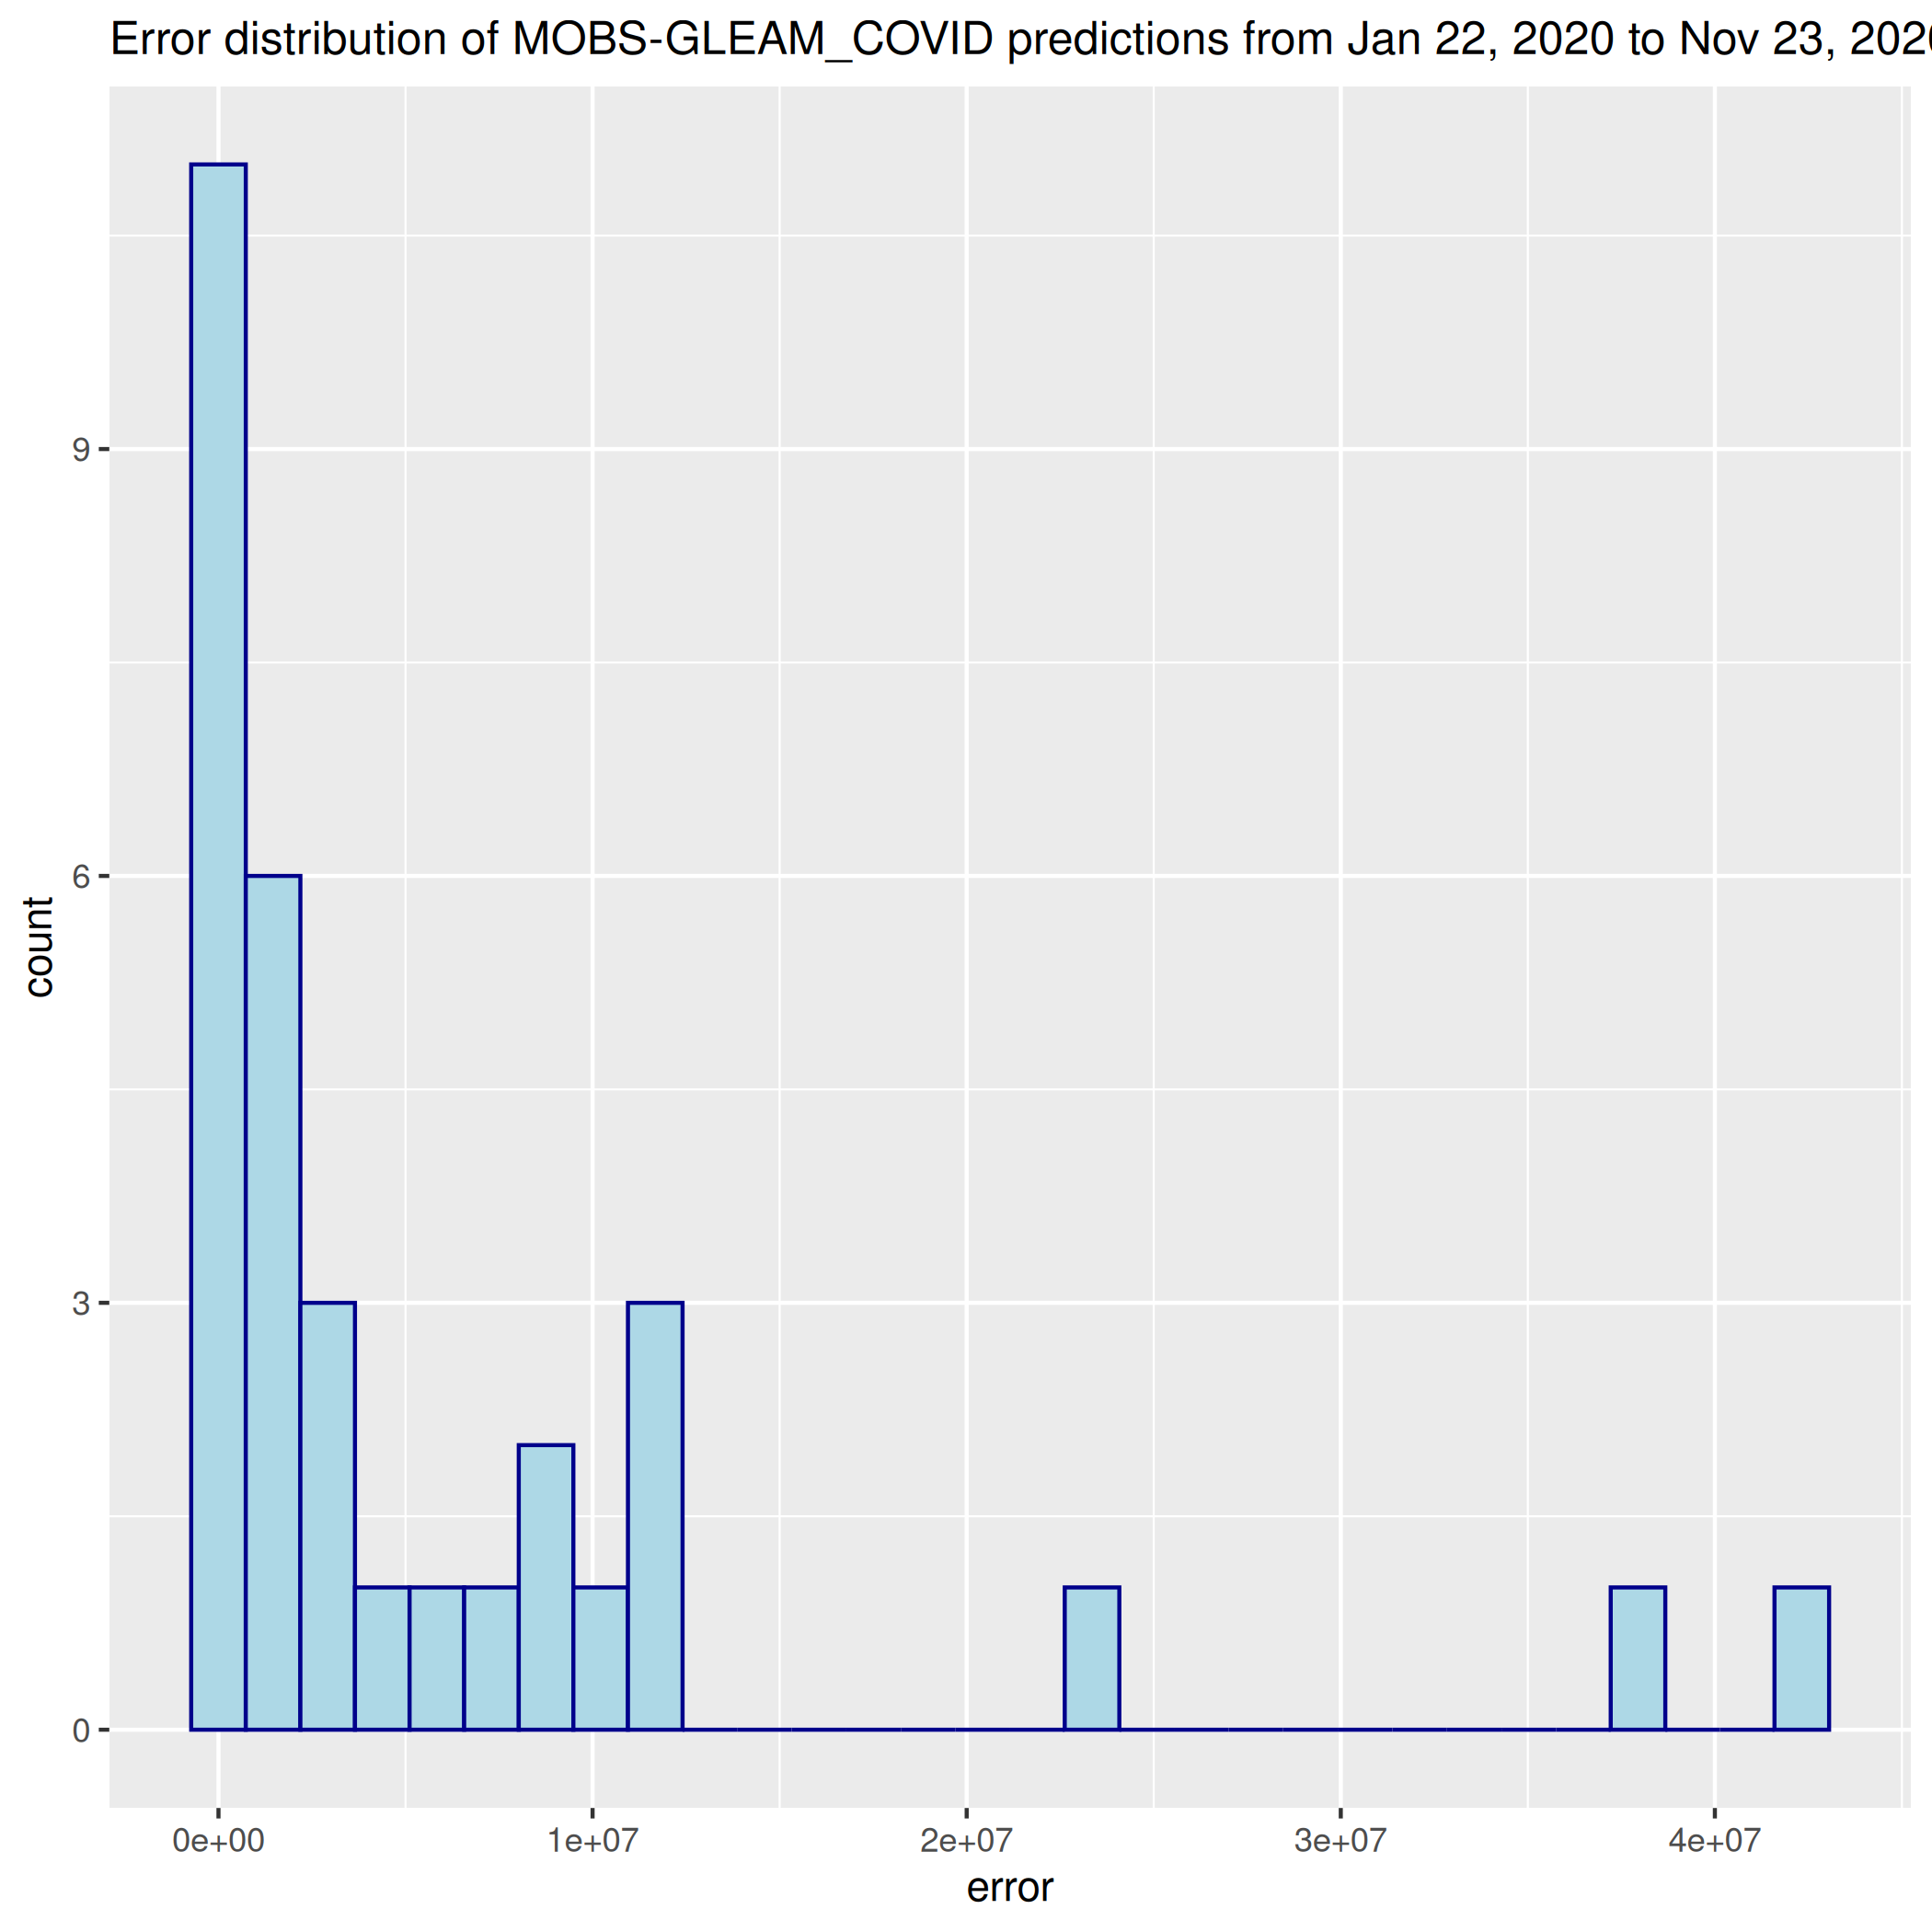 Error distribution of MOBS-GLEAM_COVID predictions from Jan 22, 2020 to Nov 23, 202
9
6
3
0
count
0e+00 1e+07 2e+07 3e+07 4e+07
error